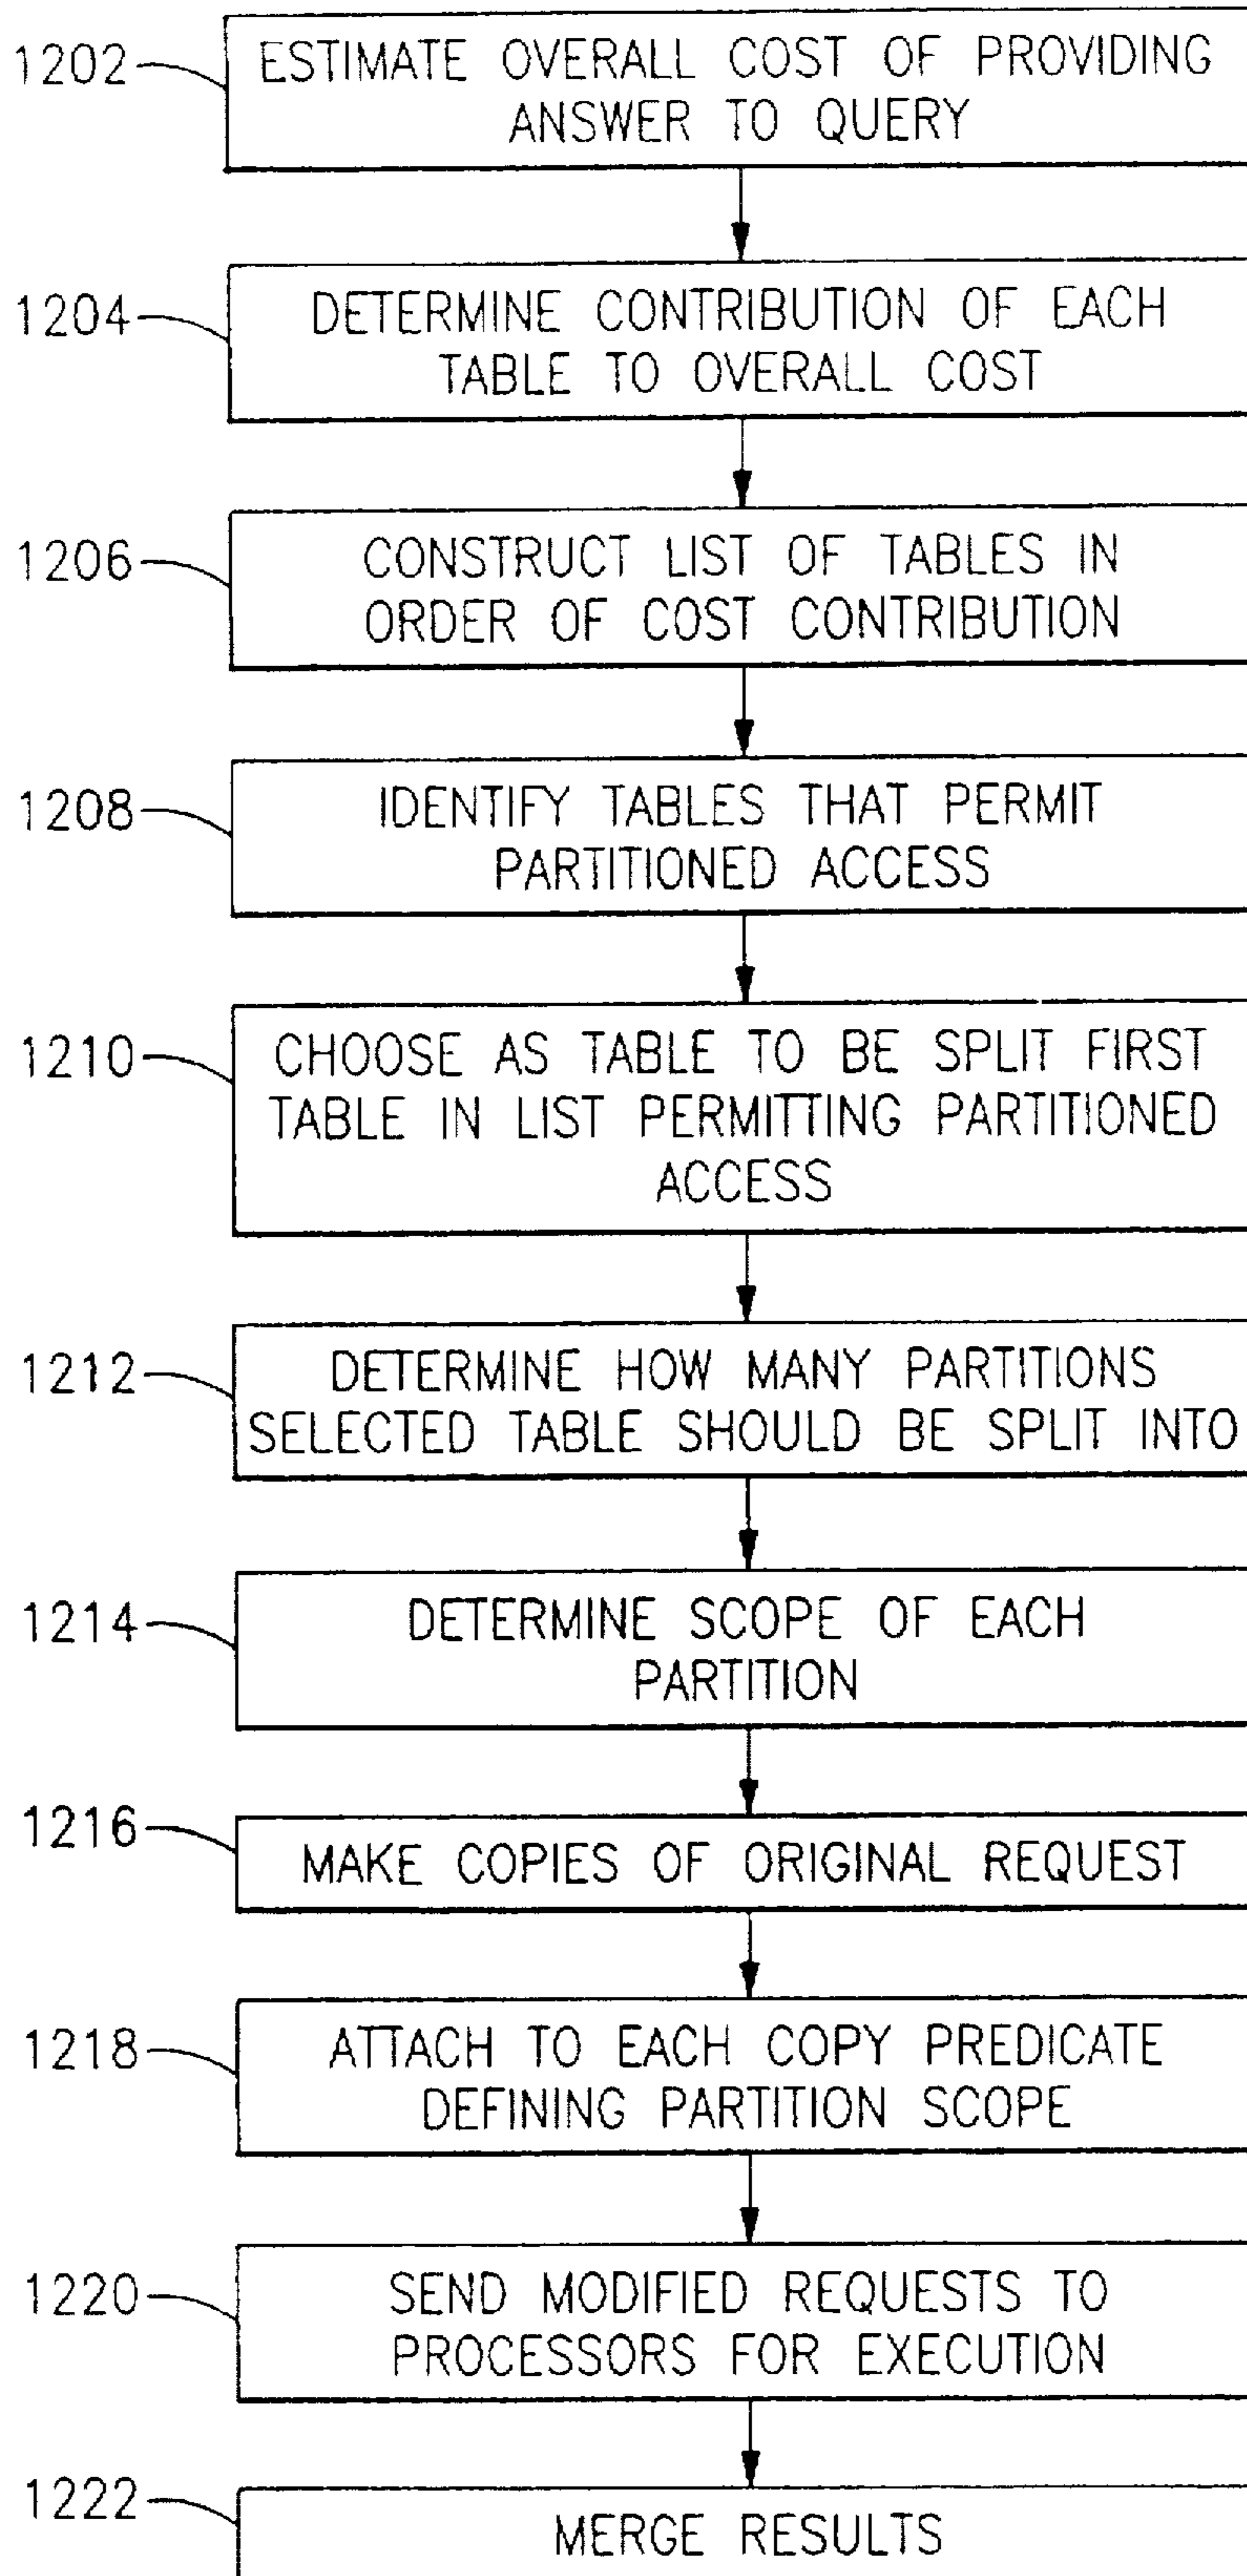 1202
ESTIMATE OVERALL COST OF PROVIDING
ANSWER TO QUERY
1204
DETERMINE CONTRIBUTION OF EACH
TABLE TO OVERALL COST
1206
CONSTRUCT LIST OF TABLES IN
ORDER OF COST CONTRIBUTION
1208
IDENTIFY TABLES THAT PERMIT
PARTITIONED ACCESS
1210
CHOOSE AS TABLE TO BE SPLIT FIRST
TABLE IN LIST PERMITTING PARTITIONED
ACCESS
1212
DETERMINE HOW MANY PARTITIONS
SELECTED TABLE SHOULD BE SPLIT INTO
1214
DETERMINE SCOPE OF EACH
PARTITION
1216
MAKE COPIES OF ORIGINAL REQUEST
1218
ATTACH TO EACH COPY PREDICATE
DEFINING PARTITION SCOPE
1220
SEND MODIFIED REQUESTS TO
PROCESSORS FOR EXECUTION
1222
MERGE RESULTS